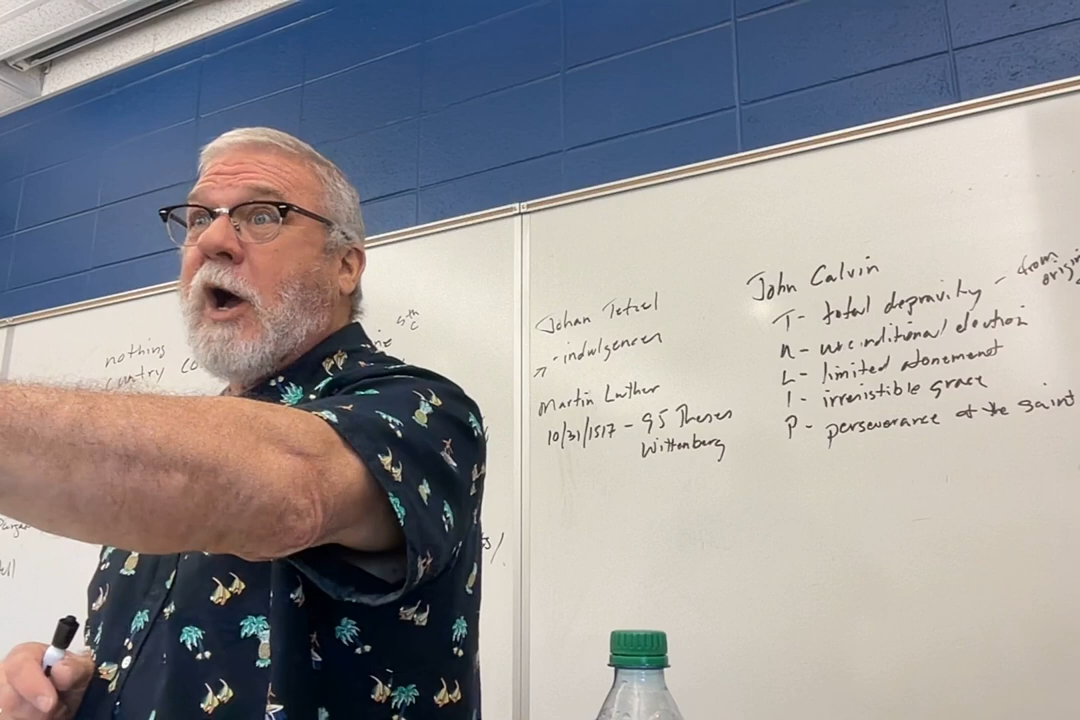 nothing
5th
c
country
Johan Tetzel
- indulgences
Martin Luther
10/31/1517 - 95 Theses
Wittenberg
John Calvin
T- total depravity - from
U- unconditional election
L- limited atonement
I- irresistible grace
P- perseverance of the saint